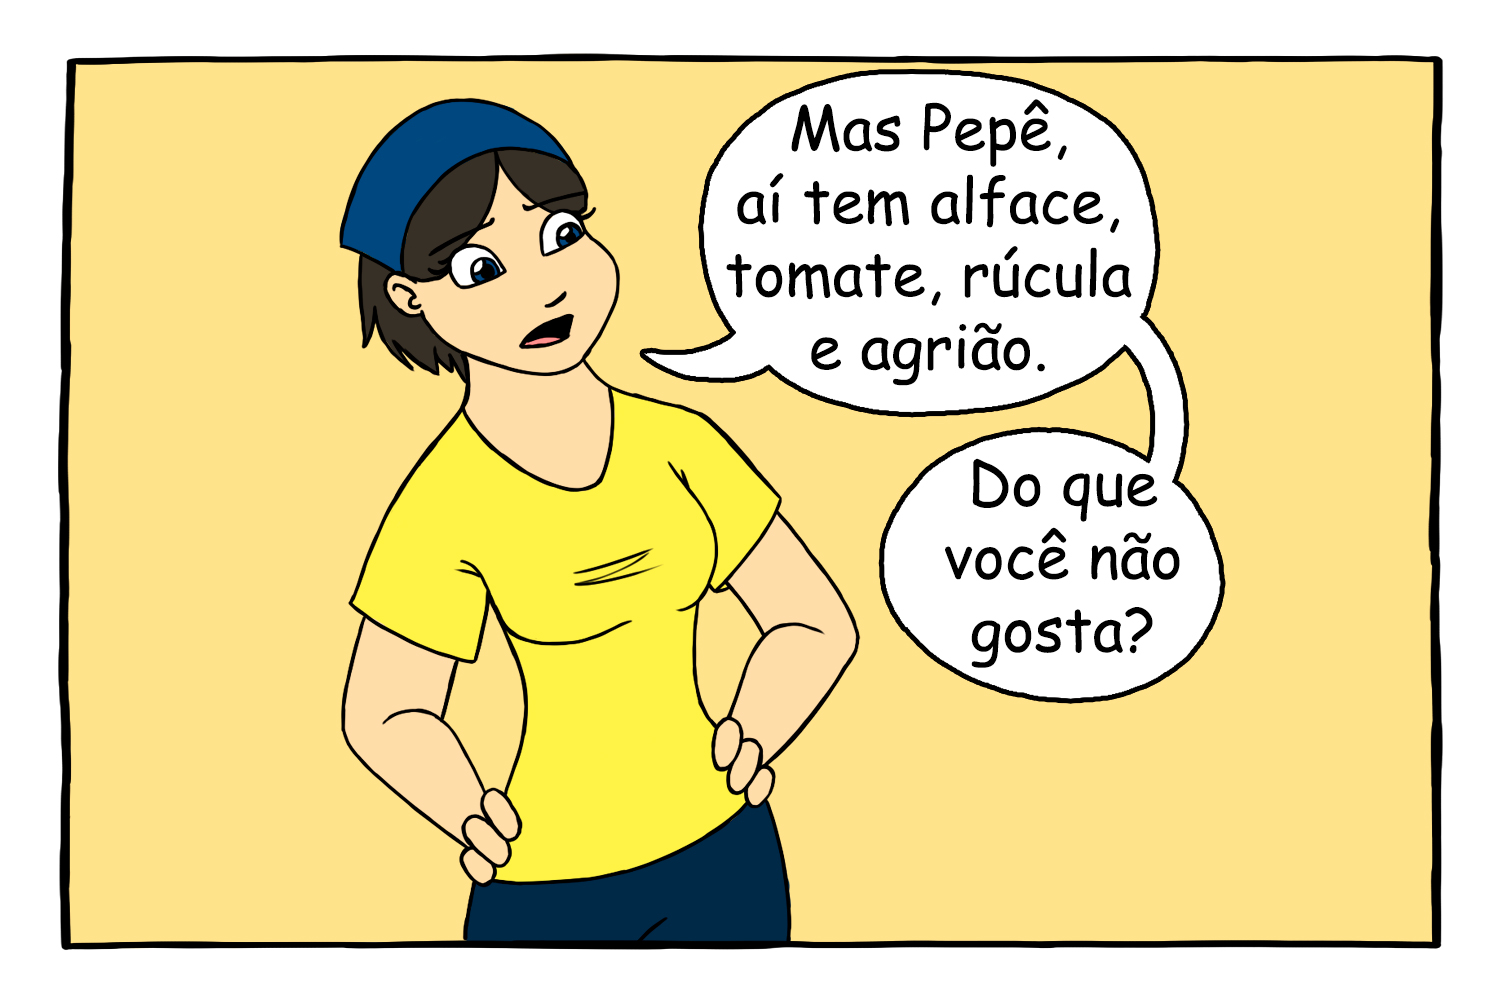 Mas Pepê,
aí tem alface,
tomate, rúcula
e agrião.
Do que
você não
gosta?